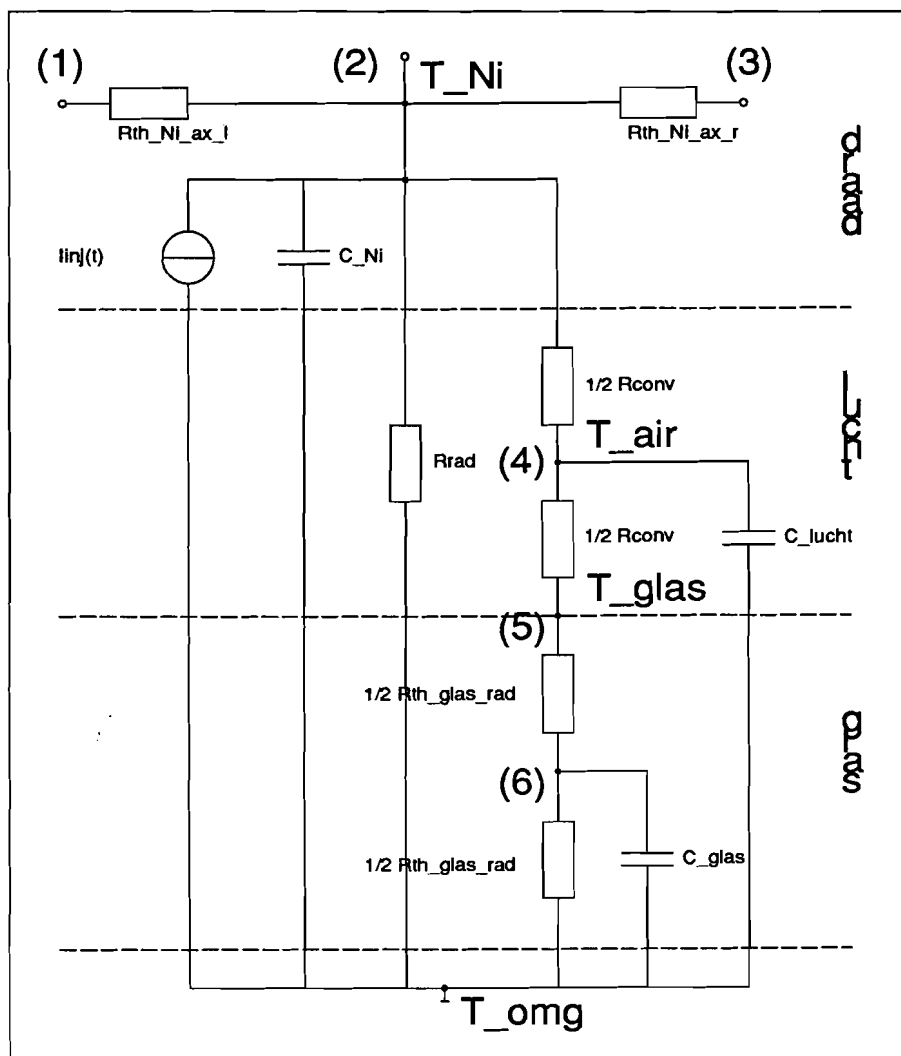 (1)
(2)
T_Ni
(3)
Rth_Ni_ax_l
Rth_Ni_ax_r
draad
Iinj(t)
C_Ni
1/2 Rconv
lucht
T_air
(4)
Rrad
1/2 Rconv
C_lucht
T_glas
(5)
1/2 Rth_glas_rad
glas
(6)
1/2 Rth_glas_rad
C_glas
T_omg